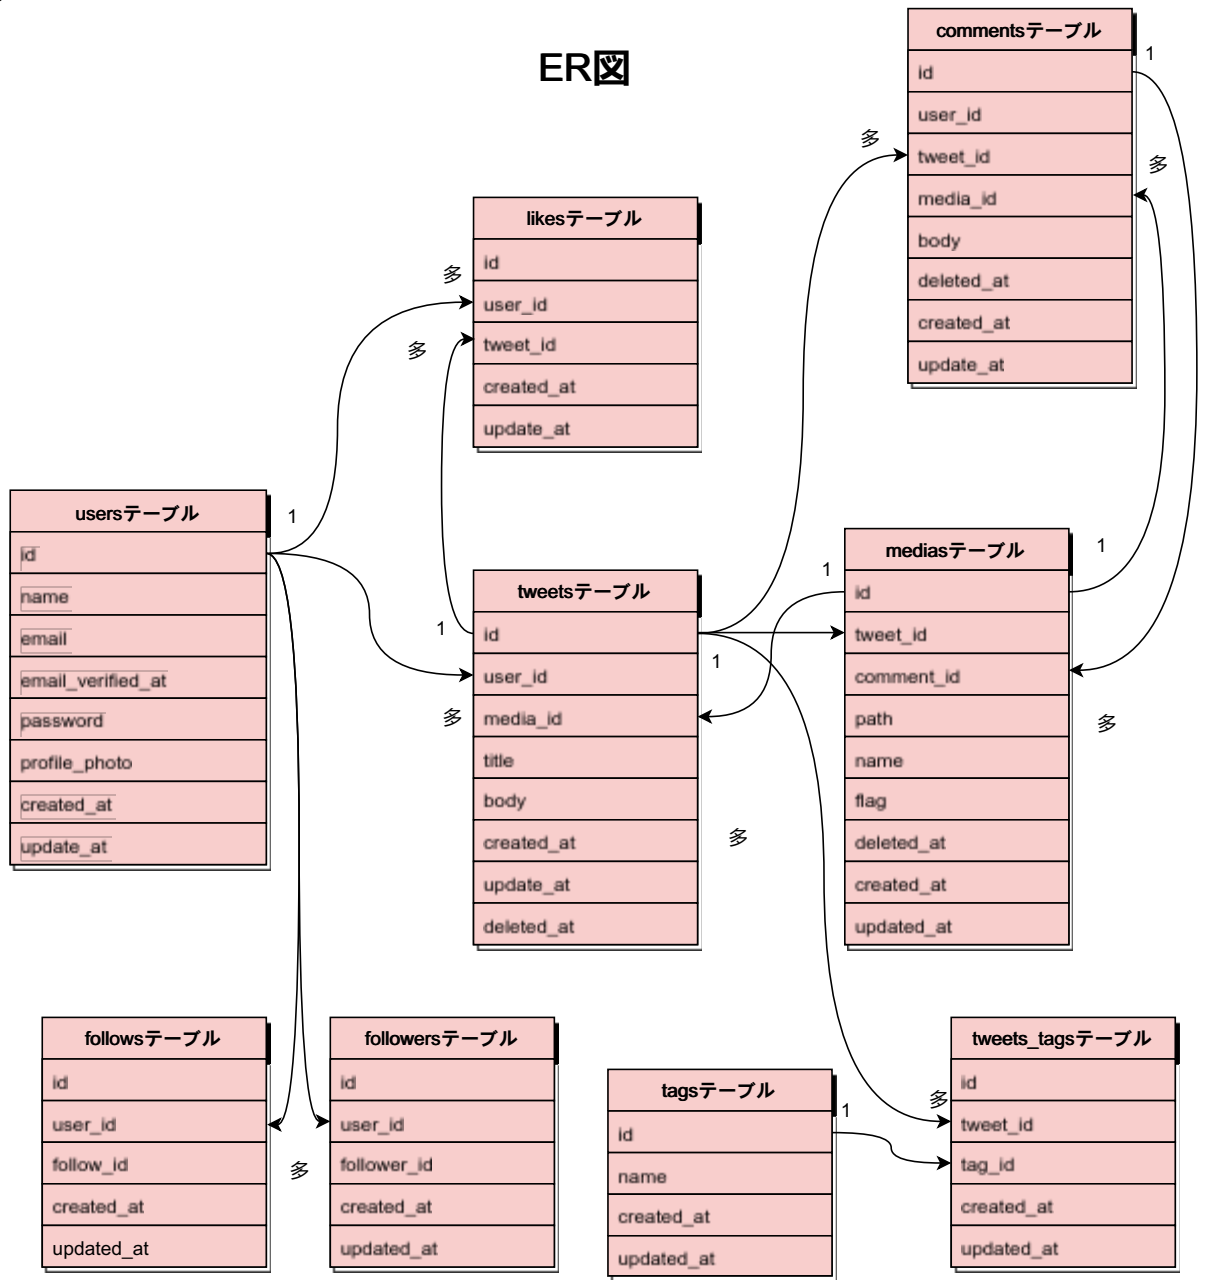 ER図
commentsテーブル
id
user_id
tweet_id
media_id
body
deleted_at
created_at
update_at
1
多
多
likesテーブル
id
user_id
tweet_id
created_at
update_at
多
多
usersテーブル
id
name
email
email_verified_at
password
profile_photo
created_at
update_at
1
tweetsテーブル
id
user_id
media_id
title
body
created_at
update_at
deleted_at
1
多
1
多
mediasテーブル
id
tweet_id
comment_id
path
name
flag
deleted_at
created_at
updated_at
1
1
多
followsテーブル
id
user_id
follow_id
created_at
updated_at
多
followersテーブル
id
user_id
follower_id
created_at
updated_at
tagsテーブル
id
name
created_at
updated_at
1
多
tweets_tagsテーブル
id
tweet_id
tag_id
created_at
updated_at